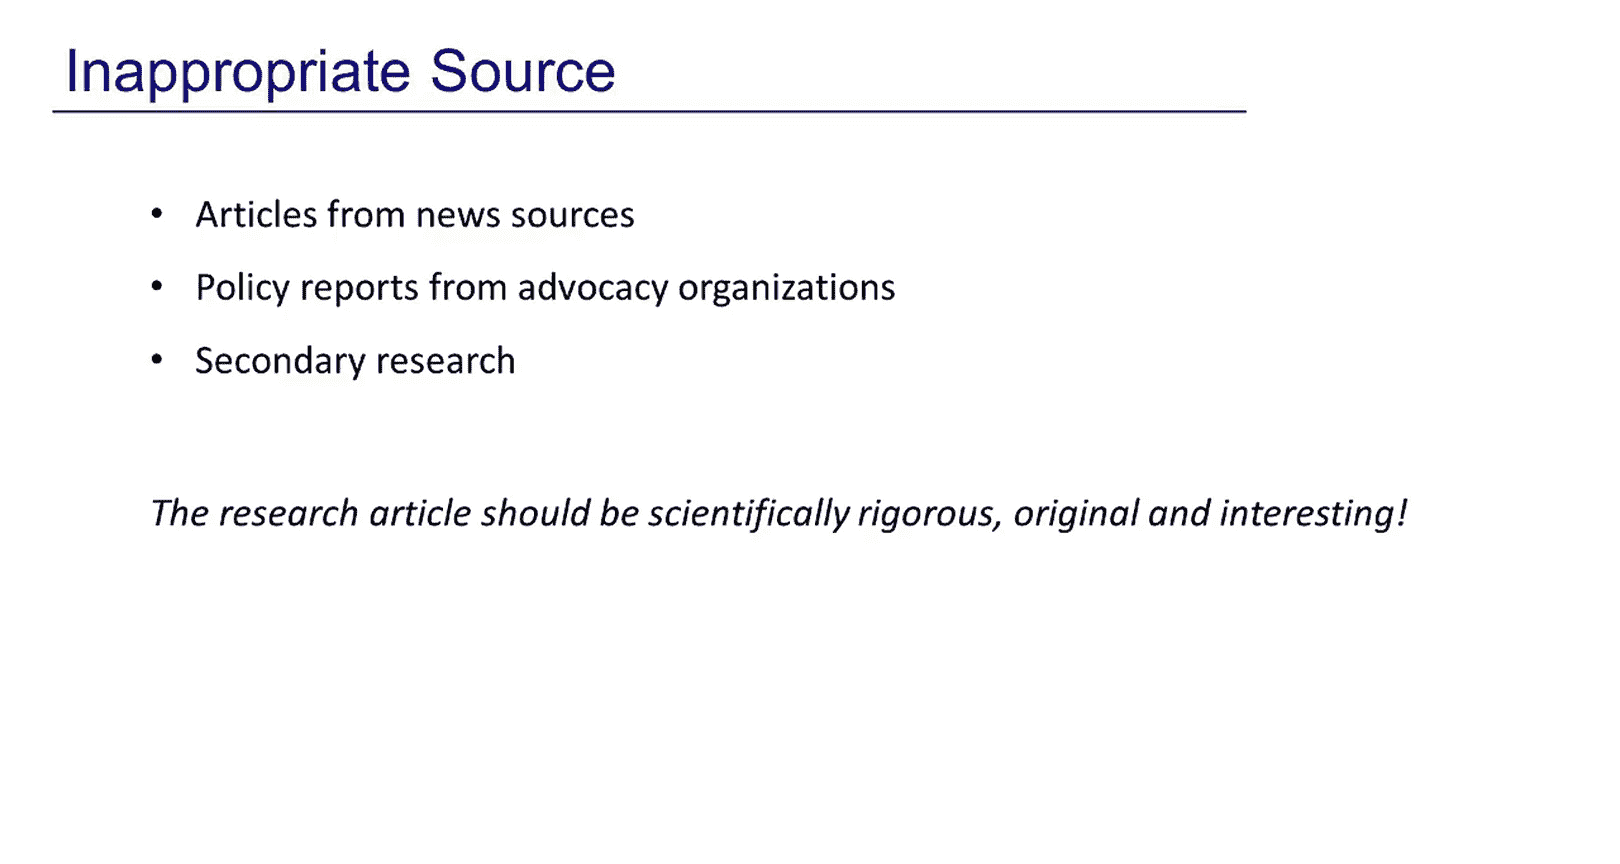 Inappropriate Source
• Articles from news sources
• Policy reports from advocacy organizations
• Secondary research
The research article should be scientifically rigorous, original and interesting!